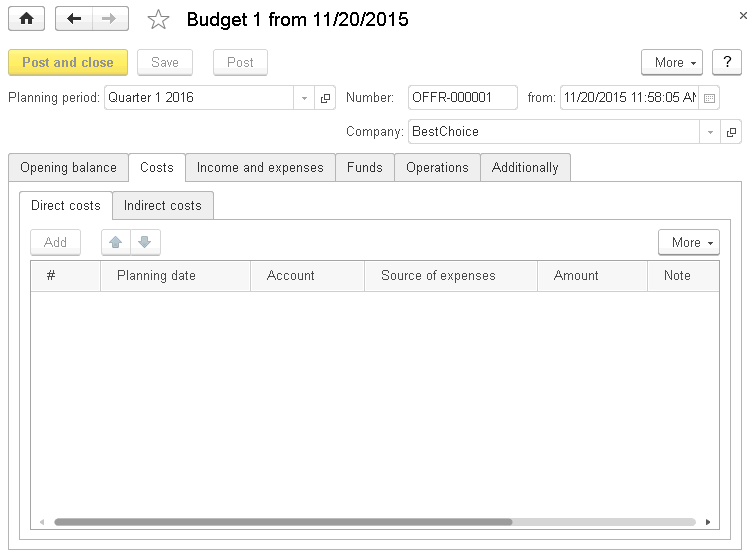 Budget 1 from 11/20/2015
×
Post and close Save Post More ?
Planning period: Quarter 1 2016 Number: OFFR-000001 from: 11/20/2015 11:58:05 AM
Company: BestChoice
Opening balance Costs Income and expenses Funds Operations Additionally
Direct costs Indirect costs
Add More
# Planning date Account Source of expenses Amount Note